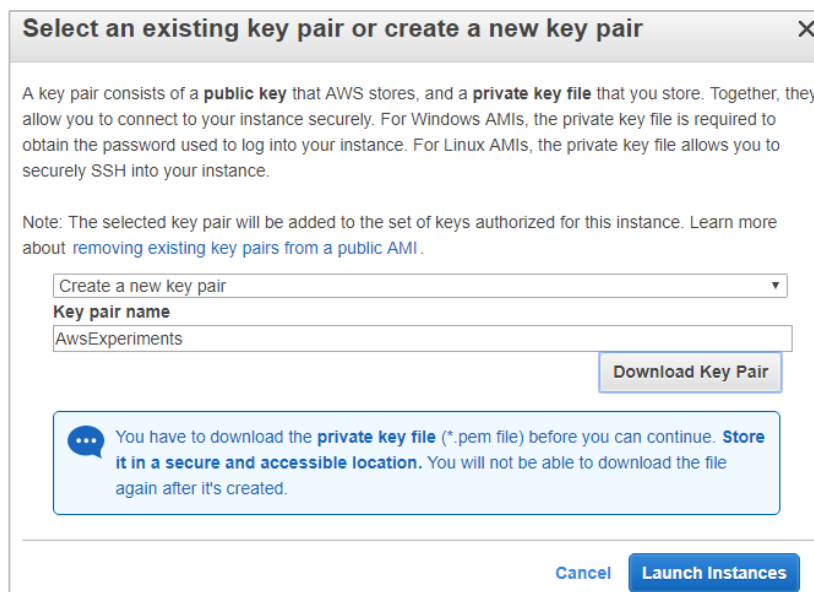 Select an existing key pair or create a new key pair
A key pair consists of a public key that AWS stores, and a private key file that you store. Together, they
allow you to connect to your instance securely. For Windows AMIs, the private key file is required to
obtain the password used to log into your instance. For Linux AMIs, the private key file allows you to
securely SSH into your instance.
Note: The selected key pair will be added to the set of keys authorized for this instance. Learn more
about removing existing key pairs from a public AMI.
Create a new key pair
Key pair name
AwsExperiments
Download Key Pair
You have to download the private key file (*.pem file) before you can continue. Store
it in a secure and accessible location. You will not be able to download the file
again after it's created.
Cancel Launch Instances